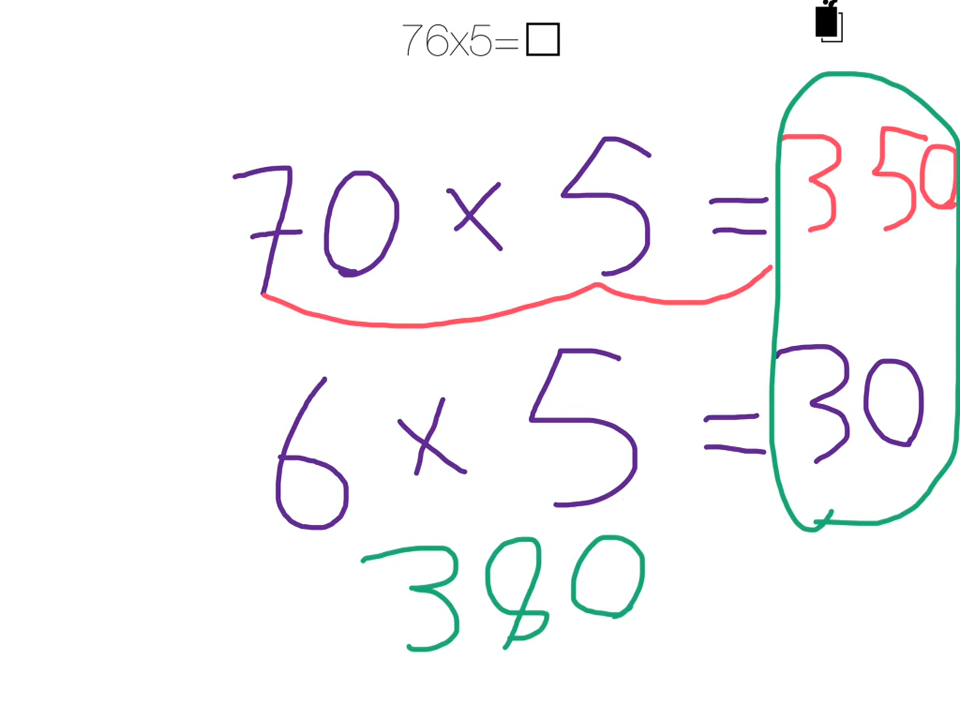 76x5=□
70 × 5 = 350
6 × 5 = 30
380